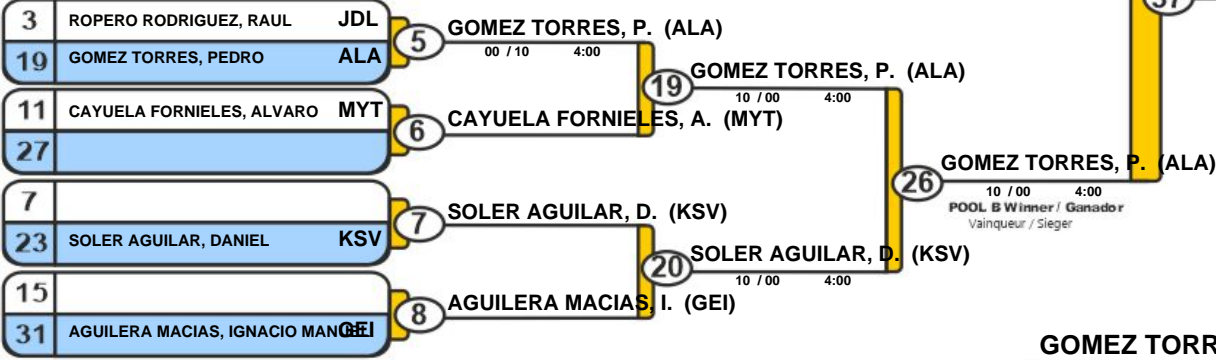 37
3 ROPERO RODRIGUEZ, RAUL JDL
19 GOMEZ TORRES, PEDRO ALA
5 GOMEZ TORRES, P. (ALA)
00 / 10 4:00
11 CAYUELA FORNIELES, ALVARO MYT
27
6 CAYUELA FORNIELES, A. (MYT)
19 GOMEZ TORRES, P. (ALA)
10 / 00 4:00
7
23 SOLER AGUILAR, DANIEL KSV
7 SOLER AGUILAR, D. (KSV)
15
31 AGUILERA MACIAS, IGNACIO MANUEL GEI
8 AGUILERA MACIAS, I. (GEI)
20 SOLER AGUILAR, D. (KSV)
10 / 00 4:00
26 GOMEZ TORRES, P. (ALA)
10 / 00 4:00
POOL B Winner / Ganador
Vainqueur / Sieger
GOMEZ TORR